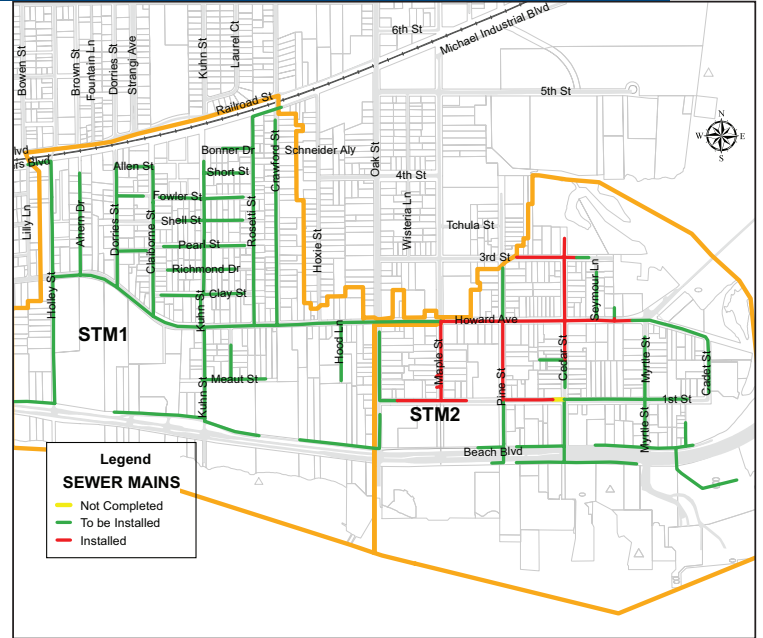 6th St
Michael Industrial Blvd
Bowen St
Brown St
Fountain Ln
Dorries St
Strangi Ave
Kuhn St
Laurel Ct
5th St
Railroad St
N
W
E
S
lvd
rs Blvd
Allen St
Bonner Dr
Schneider Aly
Oak St
Short St
Crawford St
4th St
Fowler St
Lilly Ln
Ahern Dr
Dorries St
Claiborne St
Shell St
Rosetti St
Wisteria Ln
Tchula St
Pearl St
Hoxie St
3rd St
Richmond Dr
Seymour Ln
Holley St
Clay St
Kuhn St
Howard Ave
STM1
Hood Ln
Maple St
Cedar St
Myrtle St
Cadet St
Meaut St
Pine St
Kuhn St
1st St
STM2
Myrtle St
Beach Blvd
Legend
SEWER MAINS
Not Completed
To be Installed
Installed